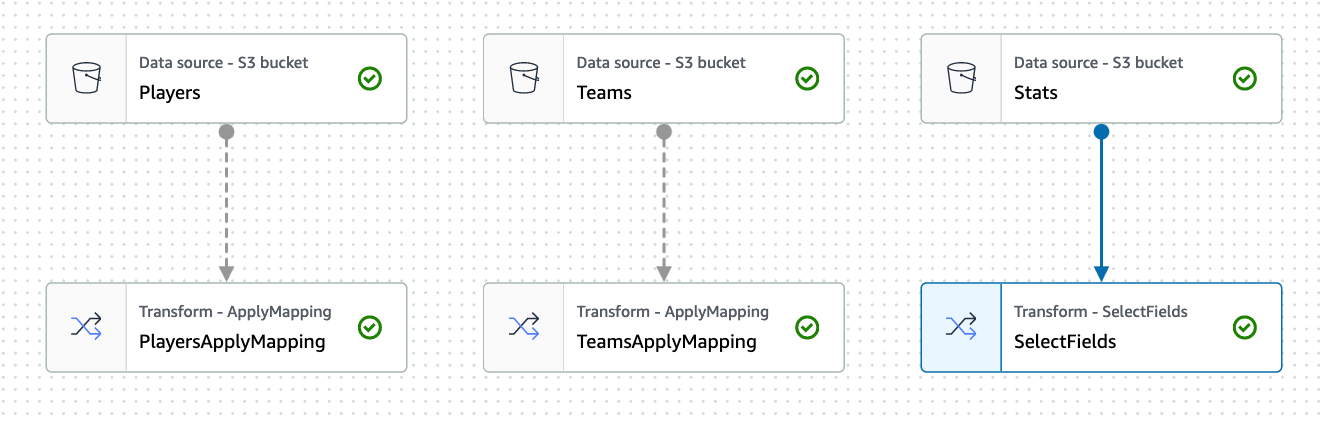 Data source - S3 bucket
Players
Data source - S3 bucket
Teams
Data source - S3 bucket
Stats
Transform - ApplyMapping
PlayersApplyMapping
Transform - ApplyMapping
TeamsApplyMapping
Transform - SelectFields
SelectFields